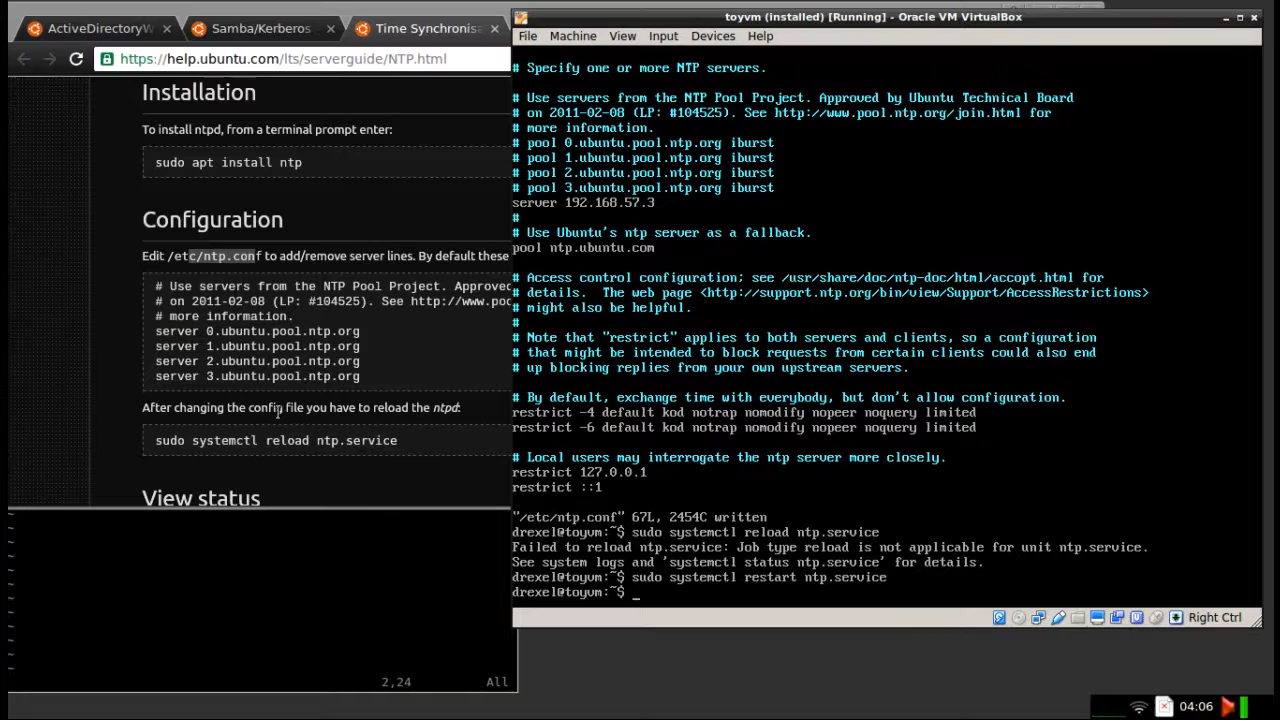 ActiveDirectoryW
Samba/Kerberos
Time Synchronis
https://help.ubuntu.com/lts/serverguide/NTP.html
Installation
To install ntpd, from a terminal prompt enter:
sudo apt install ntp
Configuration
Edit /etc/ntp.conf to add/remove server lines. By default these
# Use servers from the NTP Pool Project. Approved
# on 2011-02-08 (LP: #104525). See http://www.po
# more information.
server 0.ubuntu.pool.ntp.org
server 1.ubuntu.pool.ntp.org
server 2.ubuntu.pool.ntp.org
server 3.ubuntu.pool.ntp.org
After changing the config file you have to reload the ntpd:
sudo systemctl reload ntp.service
View status
~
~
~
~
~
~
~
~
~
~
~
2,24 All
toyvm (installed) [Running] - Oracle VM VirtualBox
File Machine View Input Devices Help
# Specify one or more NTP servers.
# Use servers from the NTP Pool Project. Approved by Ubuntu Technical Board
# on 2011-02-08 (LP: #104525). See http://www.pool.ntp.org/join.html for
# more information.
# pool 0.ubuntu.pool.ntp.org iburst
# pool 1.ubuntu.pool.ntp.org iburst
# pool 2.ubuntu.pool.ntp.org iburst
# pool 3.ubuntu.pool.ntp.org iburst
server 192.168.57.3
#
# Use Ubuntu's ntp server as a fallback.
pool ntp.ubuntu.com
# Access control configuration; see /usr/share/doc/ntp-doc/html/accopt.html for
# details.  The web page <http://support.ntp.org/bin/view/Support/AccessRestrictions>
# might also be helpful.
#
# Note that "restrict" applies to both servers and clients, so a configuration
# that might be intended to block requests from certain clients could also end
# up blocking replies from your own upstream servers.
# By default, exchange time with everybody, but don't allow configuration.
restrict -4 default kod notrap nomodify nopeer noquery limited
restrict -6 default kod notrap nomodify nopeer noquery limited
# Local users may interrogate the ntp server more closely.
restrict 127.0.0.1
restrict ::1
"/etc/ntp.conf" 67L, 2454C written
drexel@toyvm:~$ sudo systemctl reload ntp.service
Failed to reload ntp.service: Job type reload is not applicable for unit ntp.service.
See system logs and 'systemctl status ntp.service' for details.
drexel@toyvm:~$ sudo systemctl restart ntp.service
drexel@toyvm:~$ _
Right Ctrl
04:06